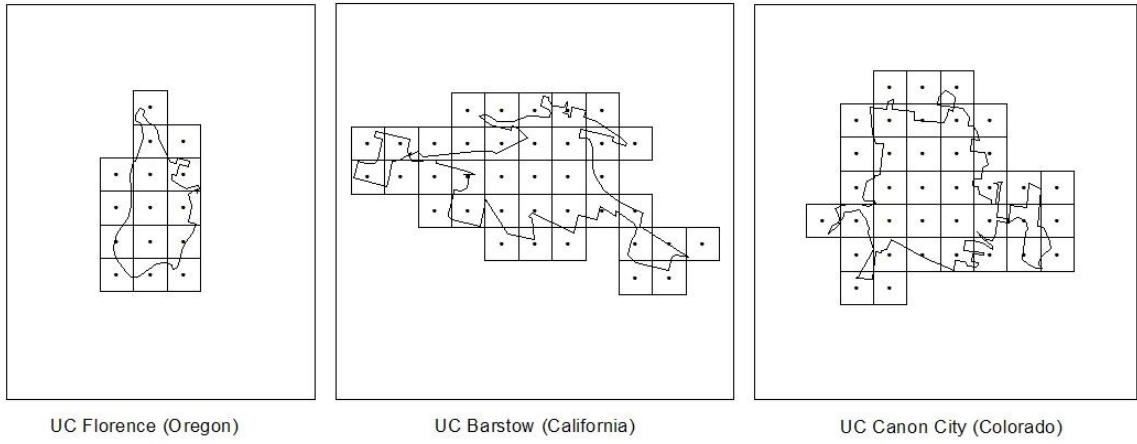 UC Florence (Oregon)
UC Barstow (California)
UC Canon City (Colorado)